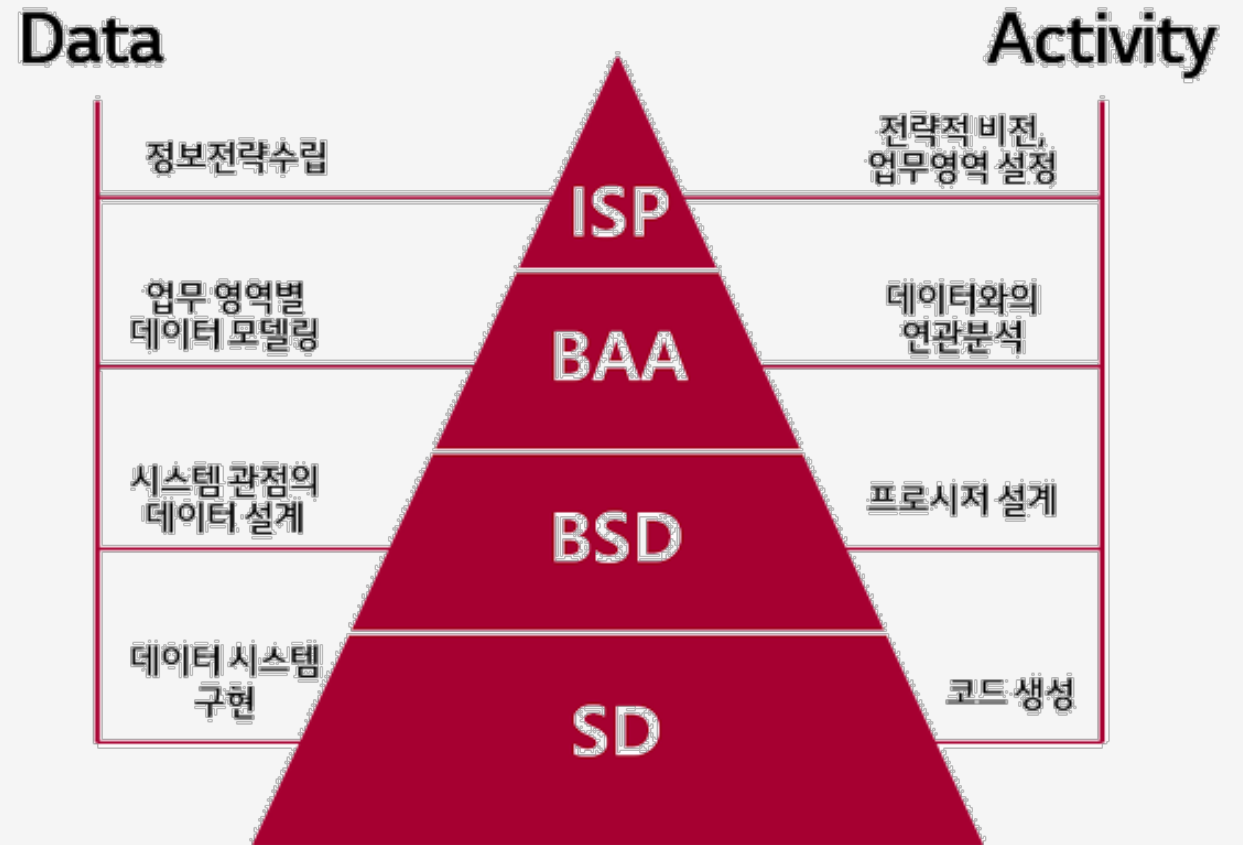 Data
Activity
정보전략수립
전략적 비전,
업무영역 설정
ISP
업무 영역별
데이터 모델링
데이터와의
연관분석
BAA
시스템 관점의
데이터 설계
프로시저 설계
BSD
데이터 시스템
구현
코드 생성
SD